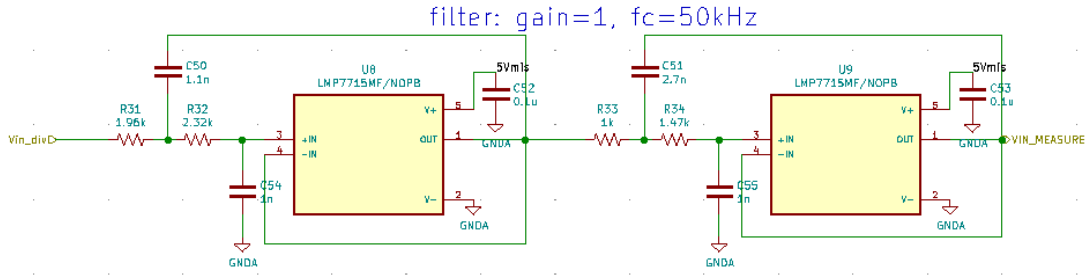 filter: gain=1, fc=50kHz
C50
1.1n
U8
LMP7715MF/NOPB
5Vmis
C52
0.1u
GNDA
R31
1.96k
R32
2.32k
Vin_div
3
+IN
4
-IN
V+
5
OUT
1
V-
2
GNDA
C54
1n
GNDA
C51
2.7n
U9
LMP7715MF/NOPB
5Vmis
C53
0.1u
GNDA
R33
1k
R34
1.47k
3
+IN
4
-IN
V+
5
OUT
1
V-
2
GNDA
VIN_MEASURE
C55
1n
GNDA